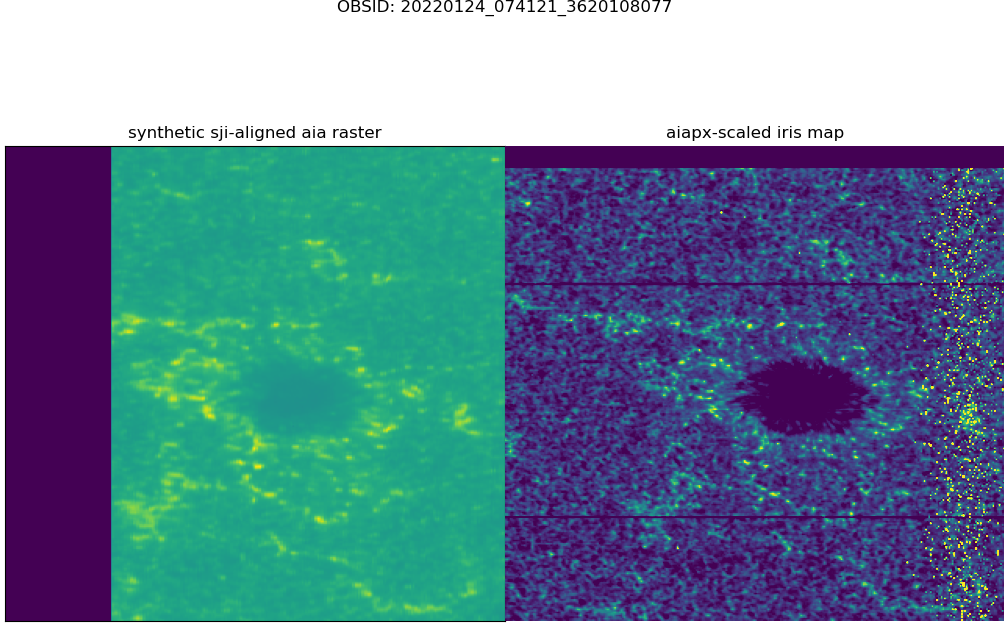 OBSID: 20220124_074121_3620108077
synthetic sji-aligned aia raster
aiapx-scaled iris map